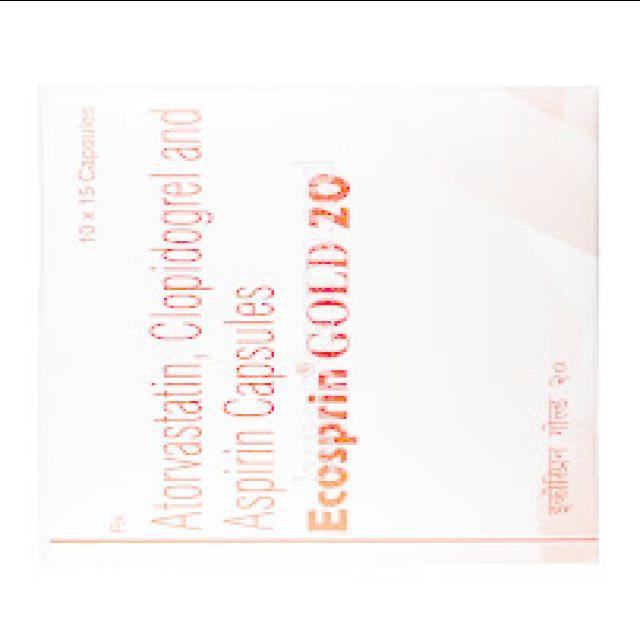 10 x 15 Capsules
Rx
Atorvastatin, Clopidogrel and
Aspirin Capsules
Ecosprin® GOLD 20
इकोस्प्रिन गोल्ड २०